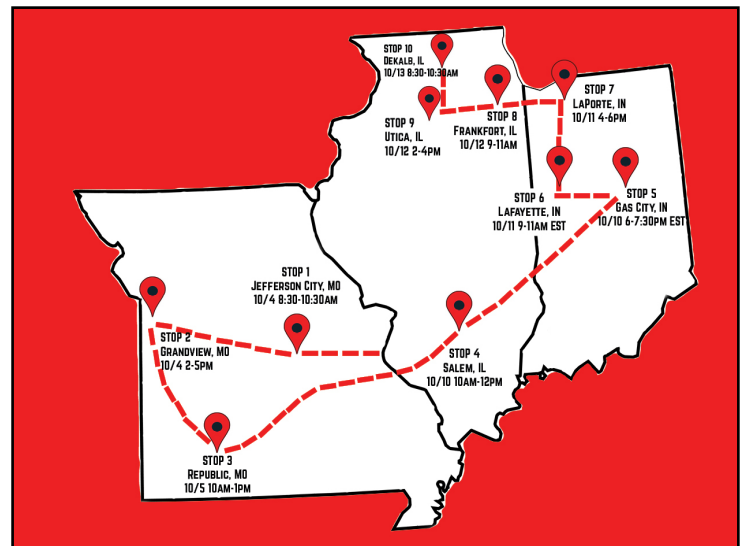 Stop 1
Jefferson City, MO
10/4 8:30-10:30am
Stop 2
Grandview, MO
10/4 2-5pm
Stop 3
Republic, MO
10/5 10am-1pm
Stop 4
Salem, IL
10/10 10am-12pm
Stop 5
Gas City, IN
10/10 6-7:30pm EST
Stop 6
Lafayette, IN
10/11 9-11am EST
Stop 7
LaPorte, IN
10/11 4-6pm
Stop 8
Frankfort, IL
10/12 9-11am
Stop 9
Utica, IL
10/12 2-4pm
Stop 10
DeKalb, IL
10/13 8:30-10:30am